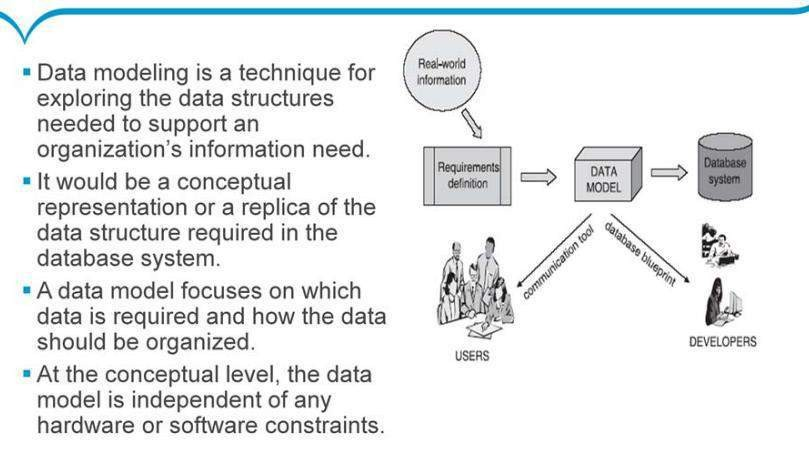 ▪ Data modeling is a technique for
exploring the data structures
needed to support an
organization's information need.
▪ It would be a conceptual
representation or a replica of the
data structure required in the
database system.
▪ A data model focuses on which
data is required and how the data
should be organized.
▪ At the conceptual level, the data
model is independent of any
hardware or software constraints.
Real-world
information
Requirements
definition
DATA
MODEL
Database
system
communication tool
database blueprint
USERS
DEVELOPERS